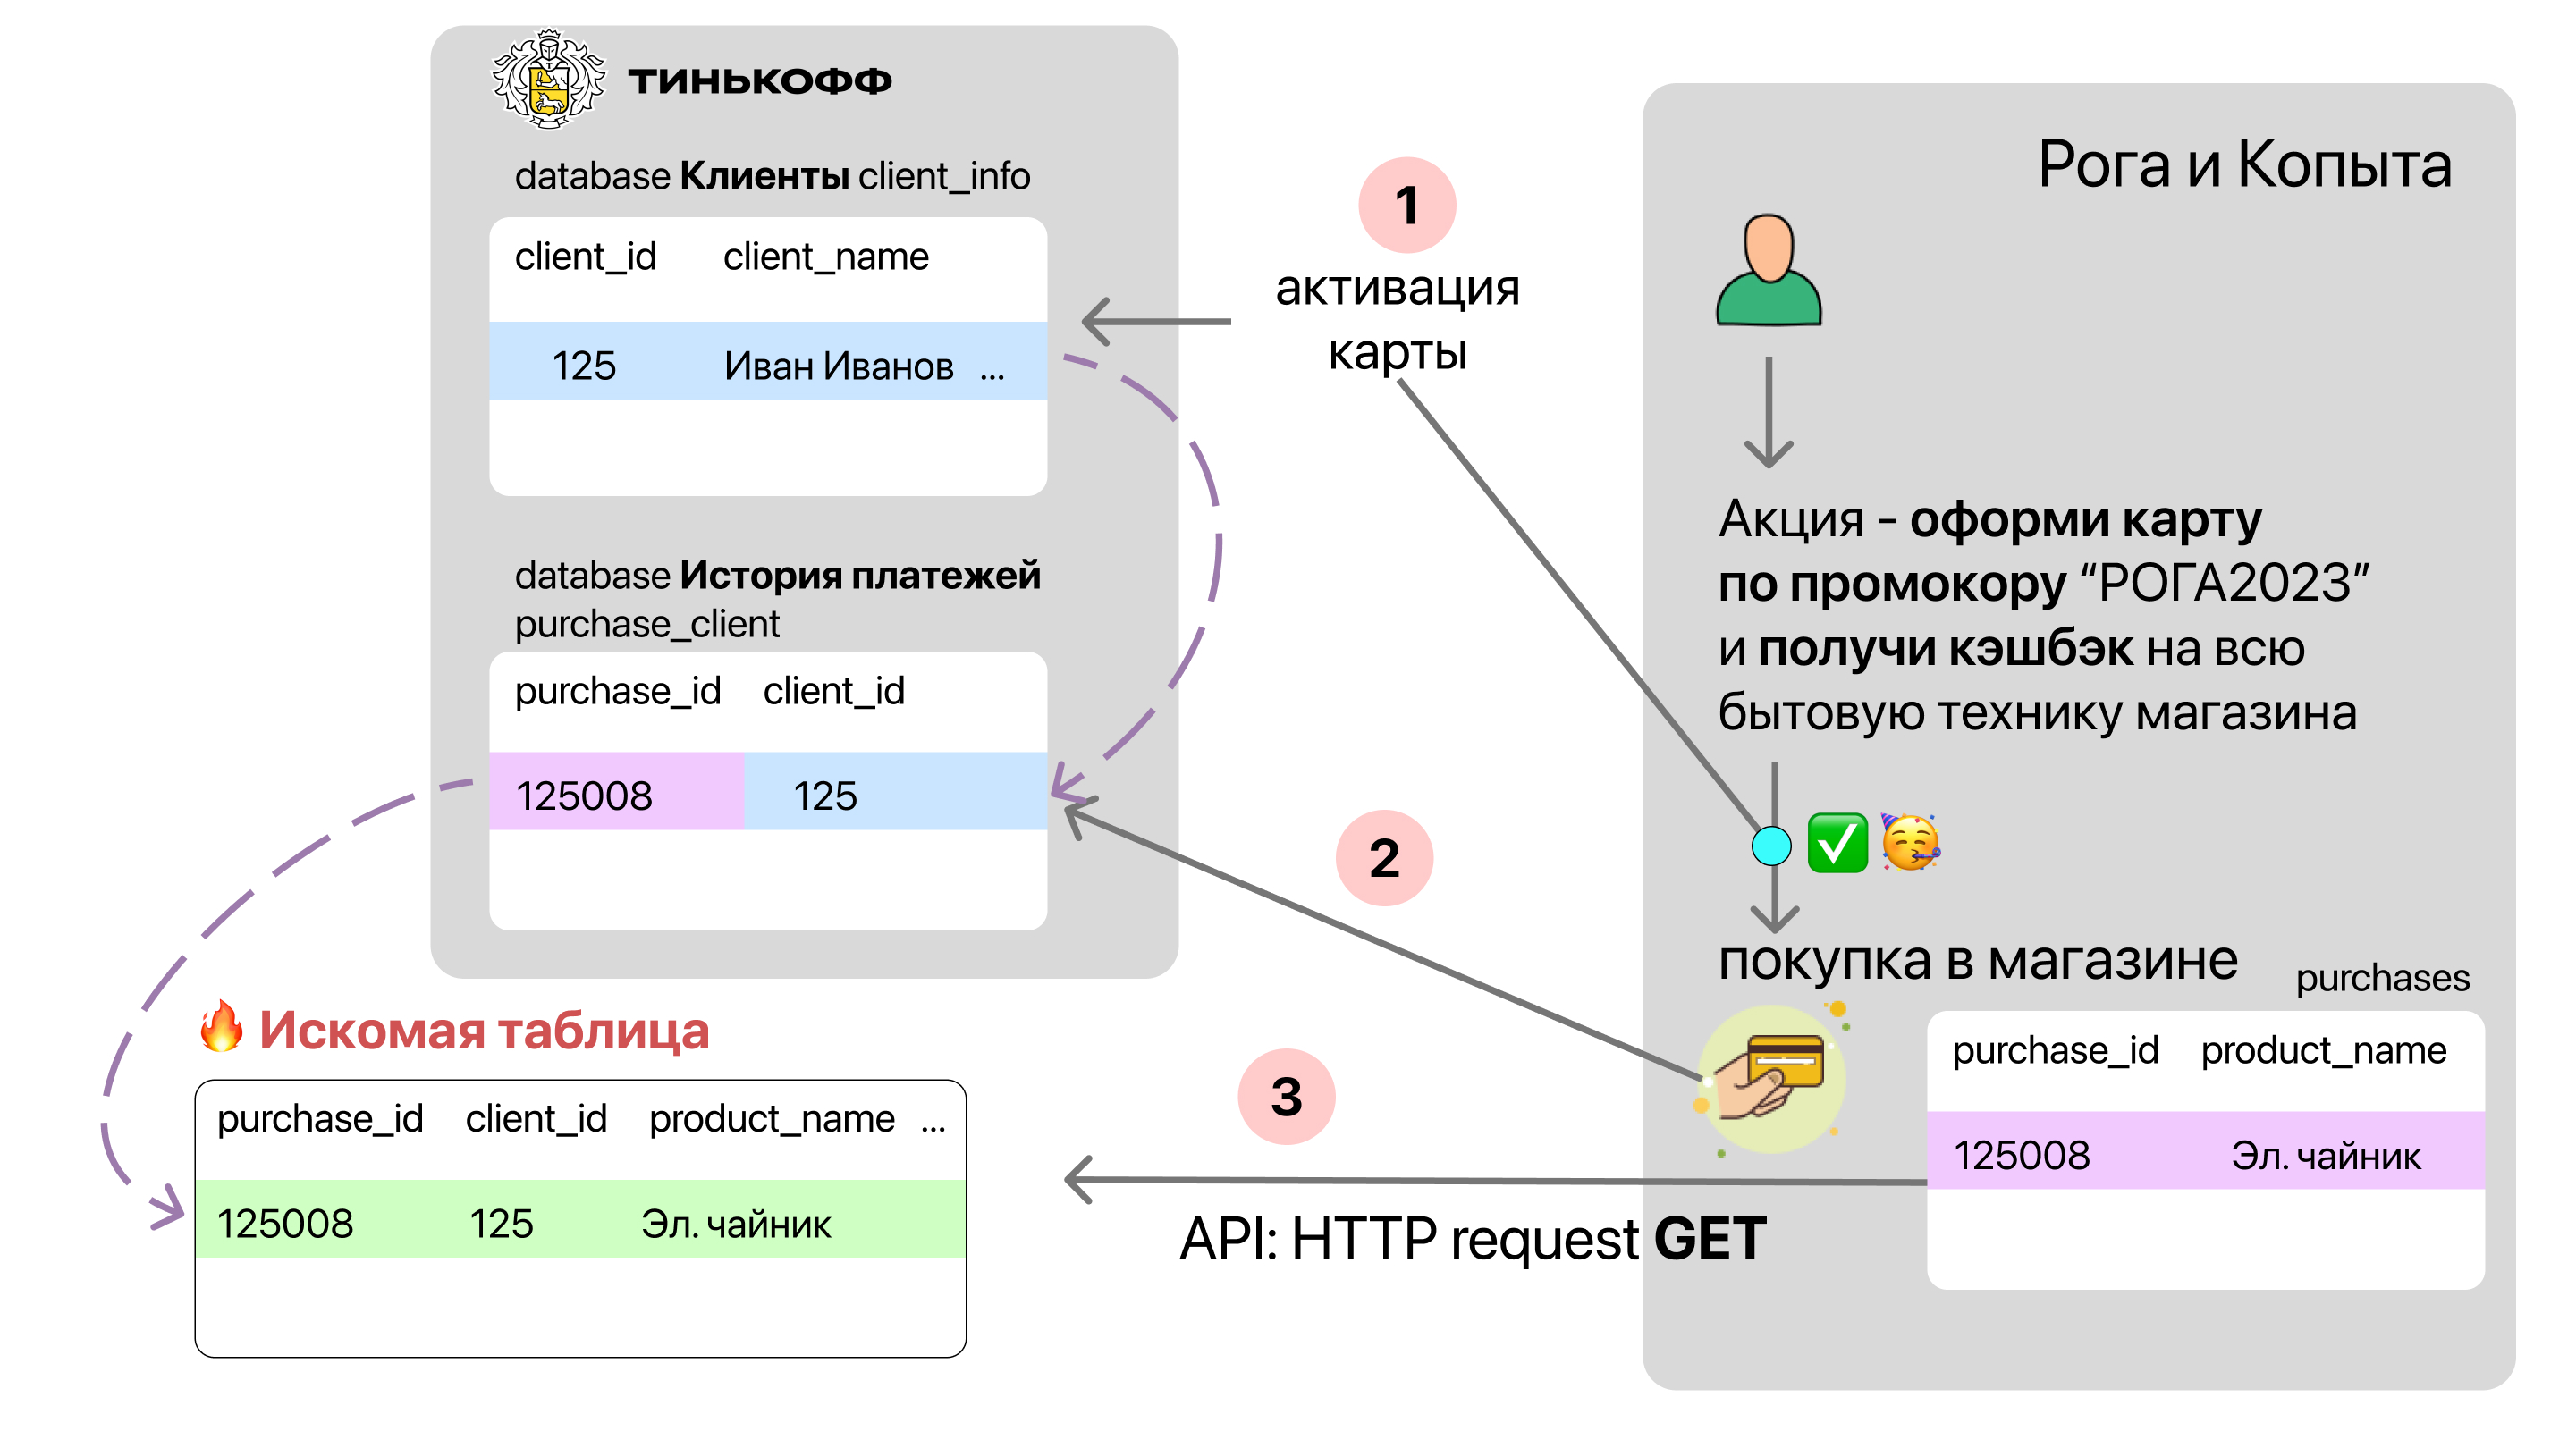 ТИНЬКОФФ
database Клиенты client_info
client_id client_name
125 Иван Иванов ...
database История платежей
purchase_client
purchase_id client_id
125008 125
🔥 Искомая таблица
purchase_id client_id product_name ...
125008 125 Эл. чайник
1
активация
карты
2
3
API: HTTP request GET
Рога и Копыта
Акция - оформи карту
по промокору “РОГА2023”
и получи кэшбэк на всю
бытовую технику магазина
✅ 🥳
покупка в магазине
purchases
purchase_id product_name
125008 Эл. чайник